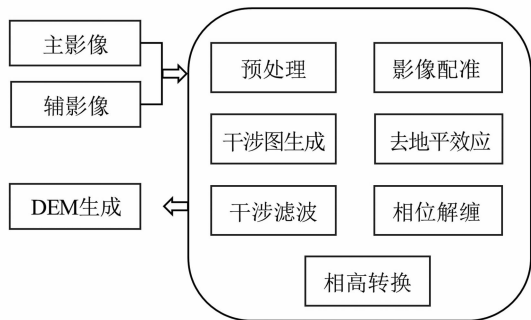 主影像
辅影像
DEM生成
预处理
影像配准
干涉图生成
去地平效应
干涉滤波
相位解缠
相高转换